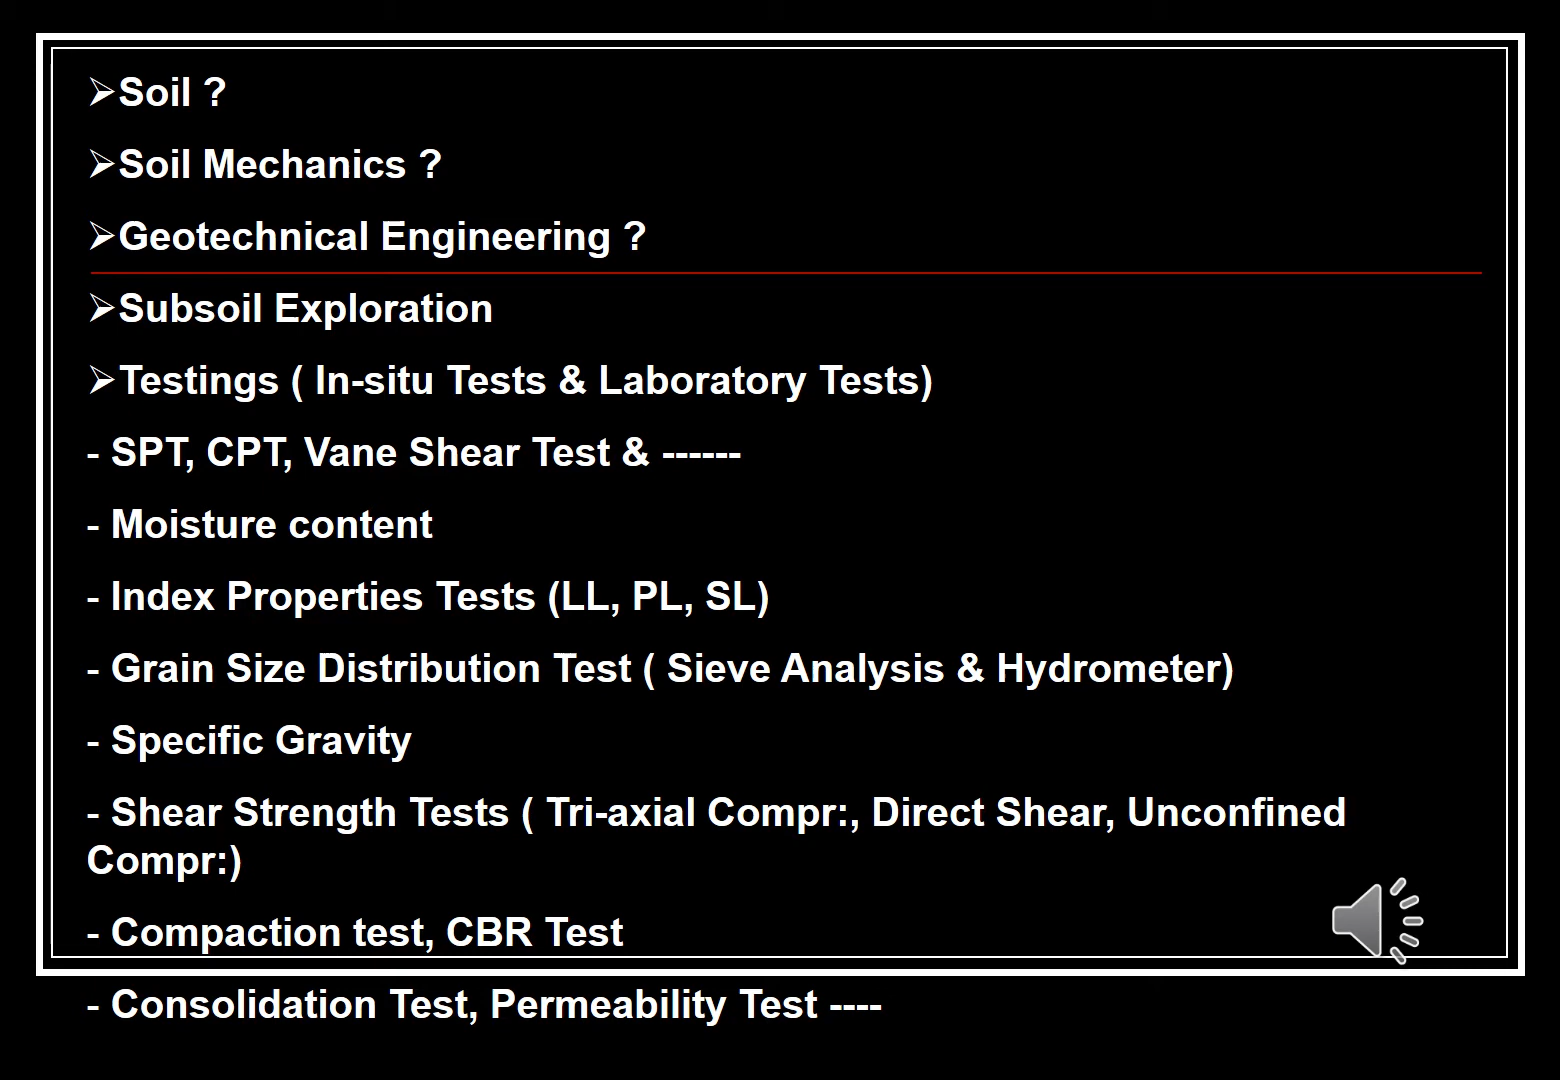 ➢Soil ?
➢Soil Mechanics ?
➢Geotechnical Engineering ?
➢Subsoil Exploration
➢Testings ( In-situ Tests & Laboratory Tests)
- SPT, CPT, Vane Shear Test & ------
- Moisture content
- Index Properties Tests (LL, PL, SL)
- Grain Size Distribution Test ( Sieve Analysis & Hydrometer)
- Specific Gravity
- Shear Strength Tests ( Tri-axial Compr:, Direct Shear, Unconfined
Compr:)
- Compaction test, CBR Test
- Consolidation Test, Permeability Test ----